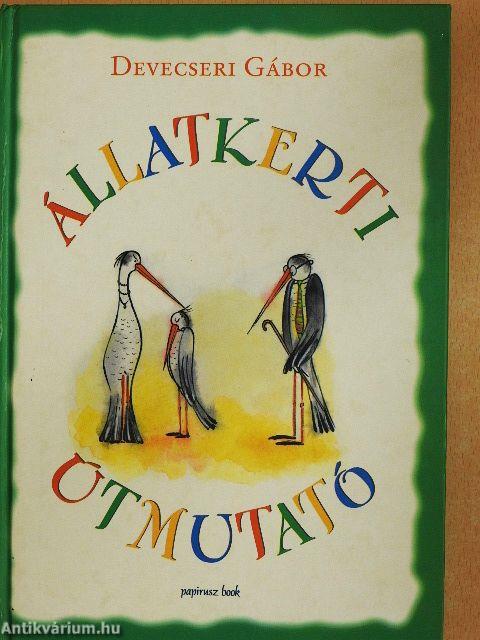 DEVECSERI GÁBOR
ÁLLATKERTI
ÚTMUTATÓ
papirusz book
Antikvárium.hu